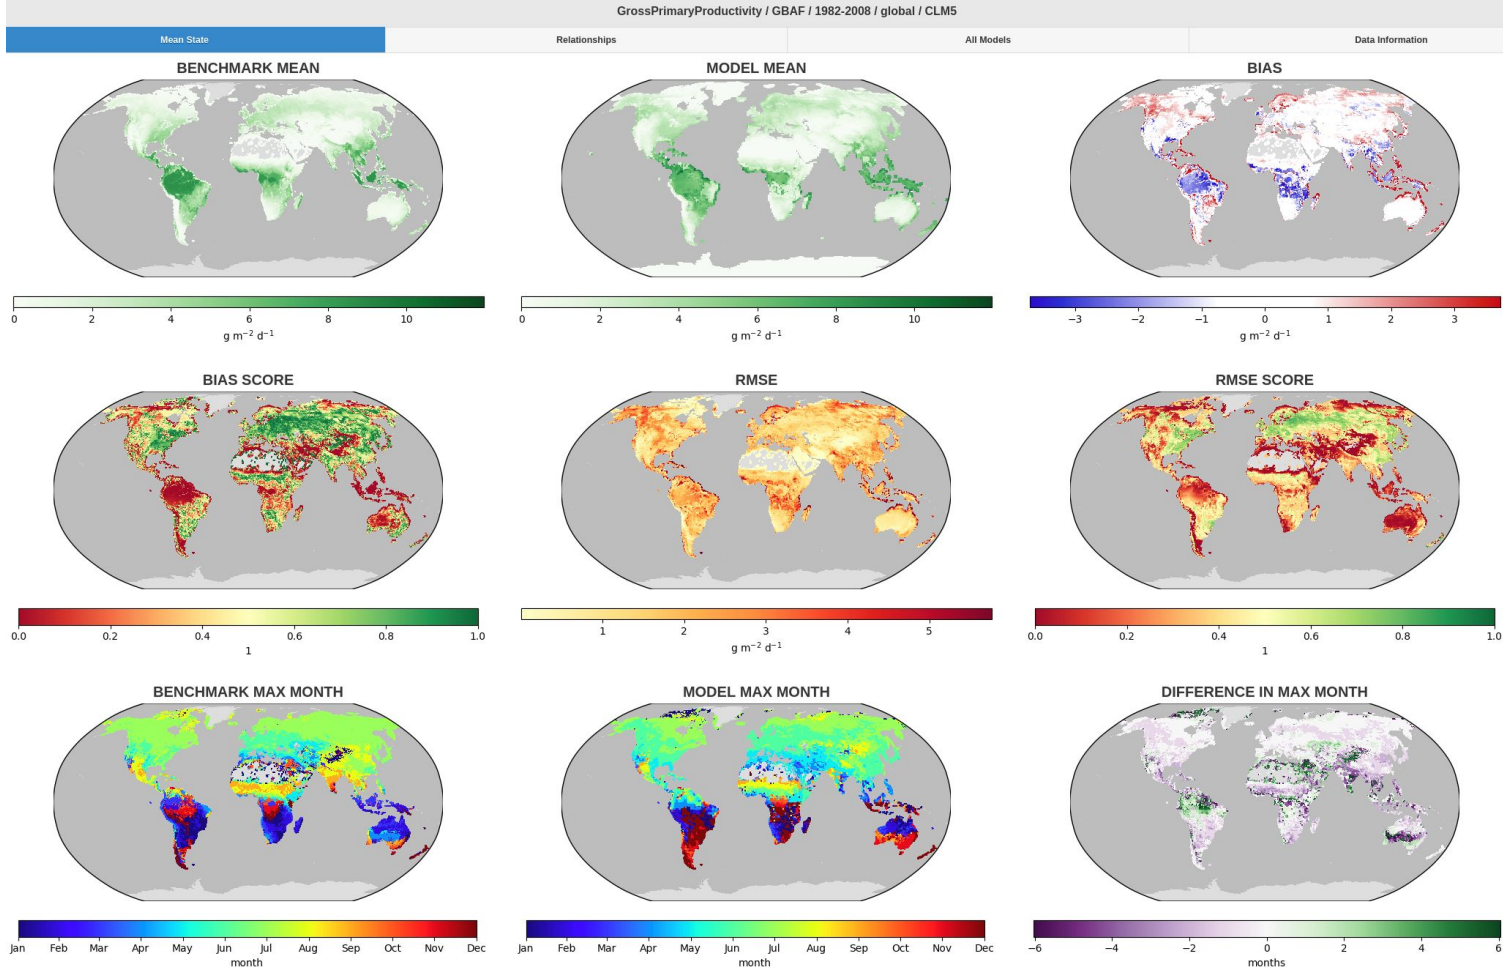 GrossPrimaryProductivity / GBAF / 1982-2008 / global / CLM5
Mean State Relationships All Models Data Information
BENCHMARK MEAN MODEL MEAN BIAS
0 2 4 6 8 10 0 2 4 6 8 10 −3 −2 −1 0 1 2 3
g m⁻² d⁻¹ g m⁻² d⁻¹ g m⁻² d⁻¹
BIAS SCORE RMSE RMSE SCORE
0.0 0.2 0.4 0.6 0.8 1.0 1 2 3 4 5 0.0 0.2 0.4 0.6 0.8 1.0
1 g m⁻² d⁻¹ 1
BENCHMARK MAX MONTH MODEL MAX MONTH DIFFERENCE IN MAX MONTH
Jan Feb Mar Apr May Jun Jul Aug Sep Oct Nov Dec Jan Feb Mar Apr May Jun Jul Aug Sep Oct Nov Dec −6 −4 −2 0 2 4 6
month month months